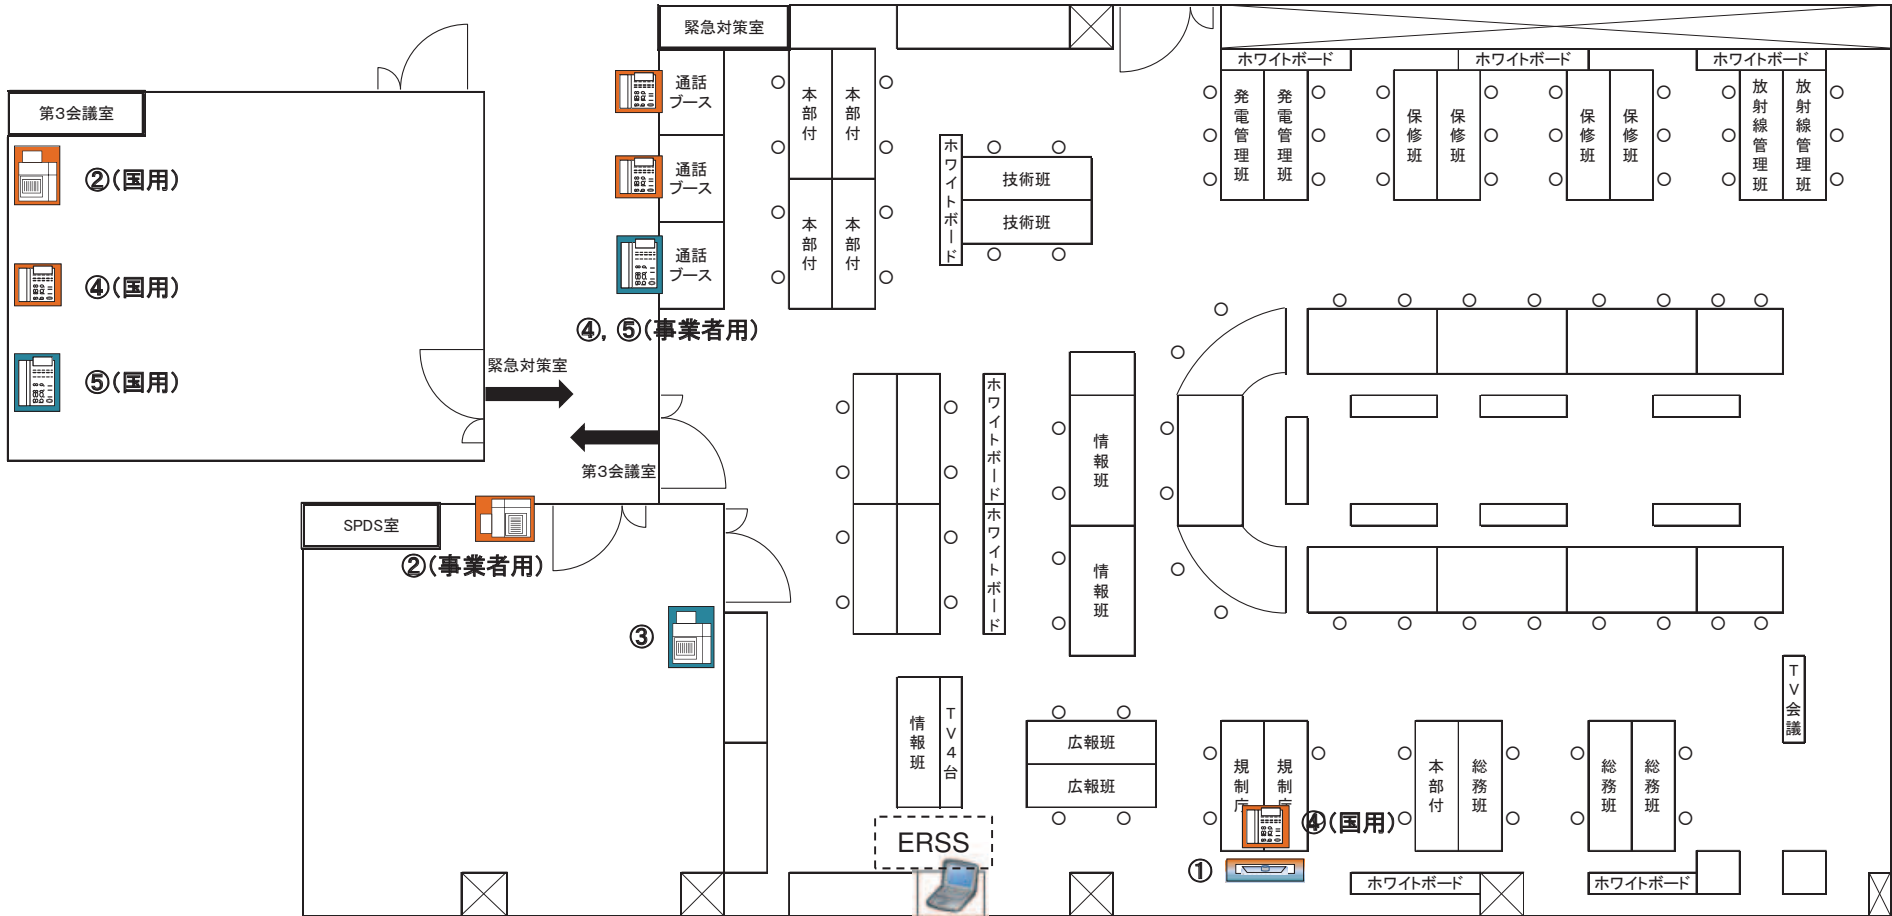 緊急対策室
ホワイトボード
ホワイトボード
ホワイトボード
第3会議室
通話
ブース
通話
ブース
通話
ブース
本部付
本部付
本部付
本部付
ホワイトボード
技術班
技術班
発電管理班
発電管理班
保修班
保修班
保修班
保修班
放射線管理班
放射線管理班
②(国用)
④(国用)
⑤(国用)
④, ⑤(事業者用)
緊急対策室
第3会議室
ホワイトボード
ホワイトボード
情報班
情報班
SPDS室
②(事業者用)
③
情報班
TV4台
広報班
広報班
規制庁
規制庁
本部付
総務班
総務班
総務班
TV会議
ERSS
④(国用)
①
ホワイトボード
ホワイトボード